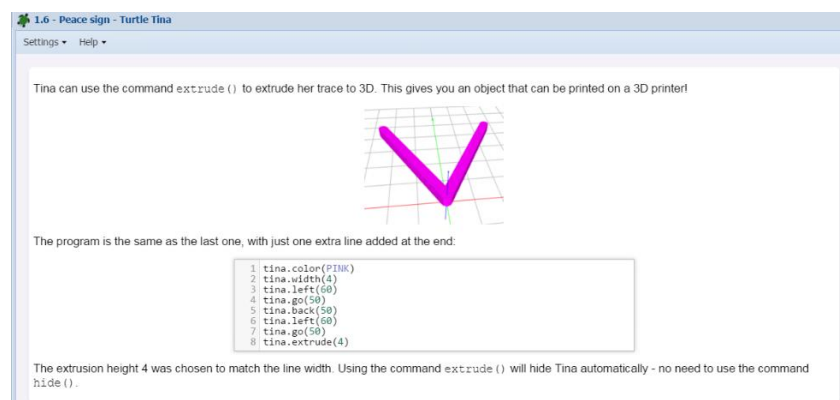 1.6 - Peace sign - Turtle Tina
Settings Help
Tina can use the command extrude() to extrude her trace to 3D. This gives you an object that can be printed on a 3D printer!
The program is the same as the last one, with just one extra line added at the end:
1 tina.color(PINK)
2 tina.width(4)
3 tina.left(60)
4 tina.go(50)
5 tina.back(50)
6 tina.left(60)
7 tina.go(50)
8 tina.extrude(4)
The extrusion height 4 was chosen to match the line width. Using the command extrude() will hide Tina automatically - no need to use the command
hide().